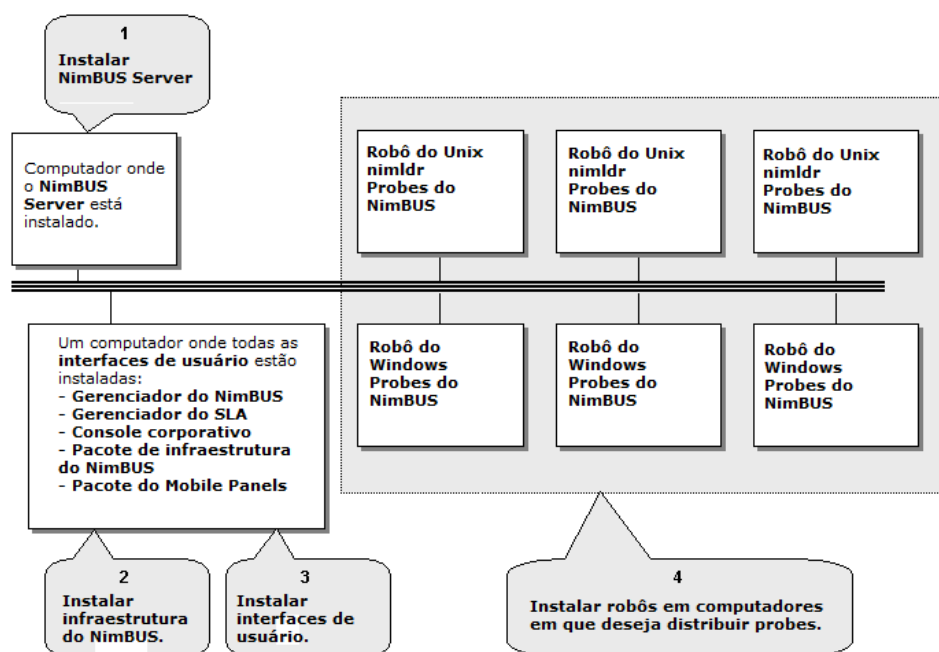 1
Instalar
NimBUS Server
Computador onde
o NimBUS
Server está
instalado.
Robô do Unix
nimldr
Probes do
NimBUS
Robô do Unix
nimldr
Probes do
NimBUS
Robô do Unix
nimldr
Probes do
NimBUS
Um computador onde todas as
interfaces de usuário estão
instaladas:
- Gerenciador do NimBUS
- Gerenciador do SLA
- Console corporativo
- Pacote de infraestrutura
do NimBUS
- Pacote do Mobile Panels
Robô do
Windows
Probes do
NimBUS
Robô do
Windows
Probes do
NimBUS
Robô do
Windows
Probes do
NimBUS
2
Instalar
infraestrutura
do NimBUS.
3
Instalar
interfaces de
usuário.
4
Instalar robôs em computadores
em que deseja distribuir probes.